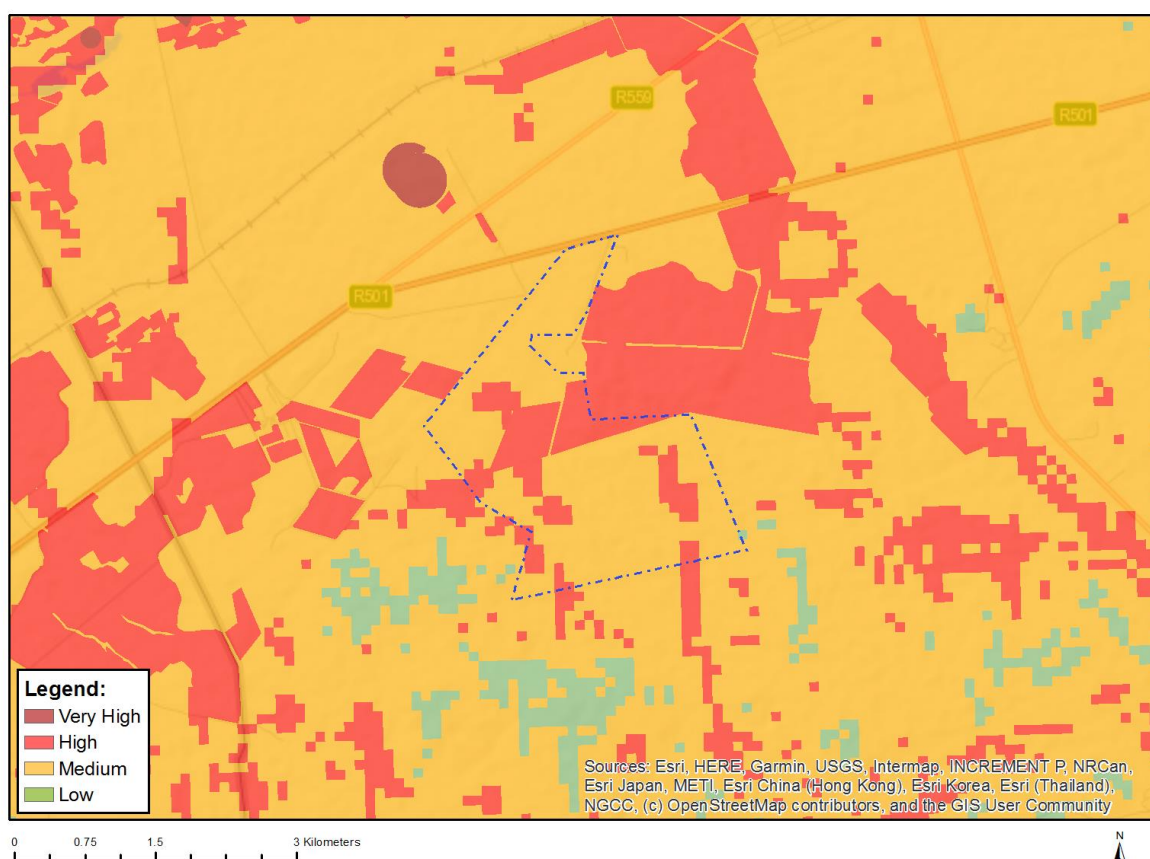 R559
R501
R501
Legend:
Very High
High
Medium
Low
Sources: Esri, HERE, Garmin, USGS, Intermap, INCREMENT P, NRCan,
Esri Japan, METI, Esri China (Hong Kong), Esri Korea, Esri (Thailand),
NGCC, (c) OpenStreetMap contributors, and the GIS User Community
0 0.75 1.5 3 Kilometers
N